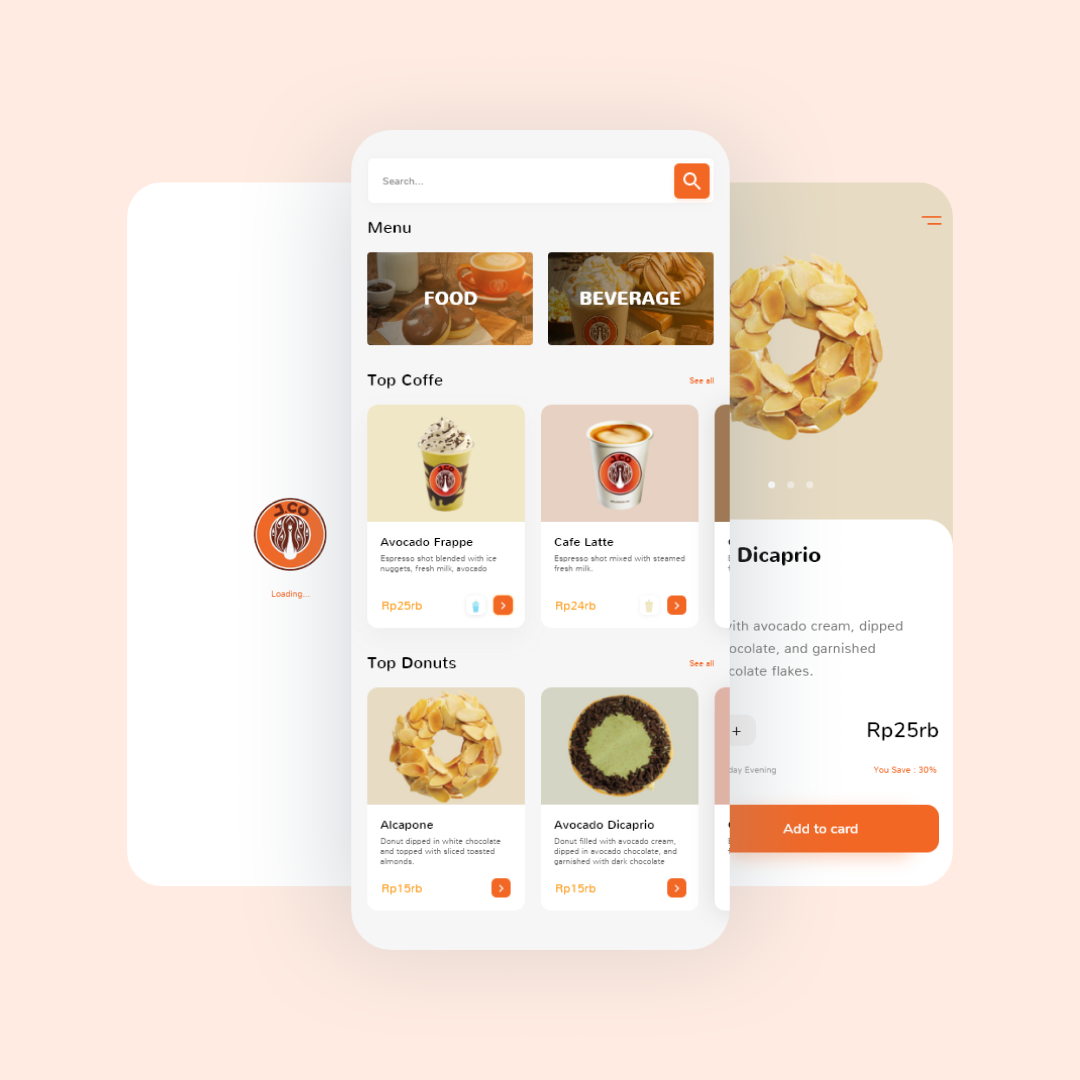 J.CO
Loading...
Search...
Menu
FOOD
BEVERAGE
Top Coffe
See all
J.CO
J.CO
Avocado Frappe
Espresso shot blended with ice
nuggets, fresh milk, avocado
Rp25rb
Cafe Latte
Espresso shot mixed with steamed
fresh milk.
Rp24rb
Top Donuts
See all
Alcapone
Donut dipped in white chocolate
and topped with sliced toasted
almonds.
Rp15rb
Avocado Dicaprio
Donut filled with avocado cream,
dipped in avocado chocolate, and
garnished with dark chocolate
Rp15rb
Dicaprio
with avocado cream, dipped
ocolate, and garnished
colate flakes.
+
Rp25rb
day Evening
You Save : 30%
Add to card